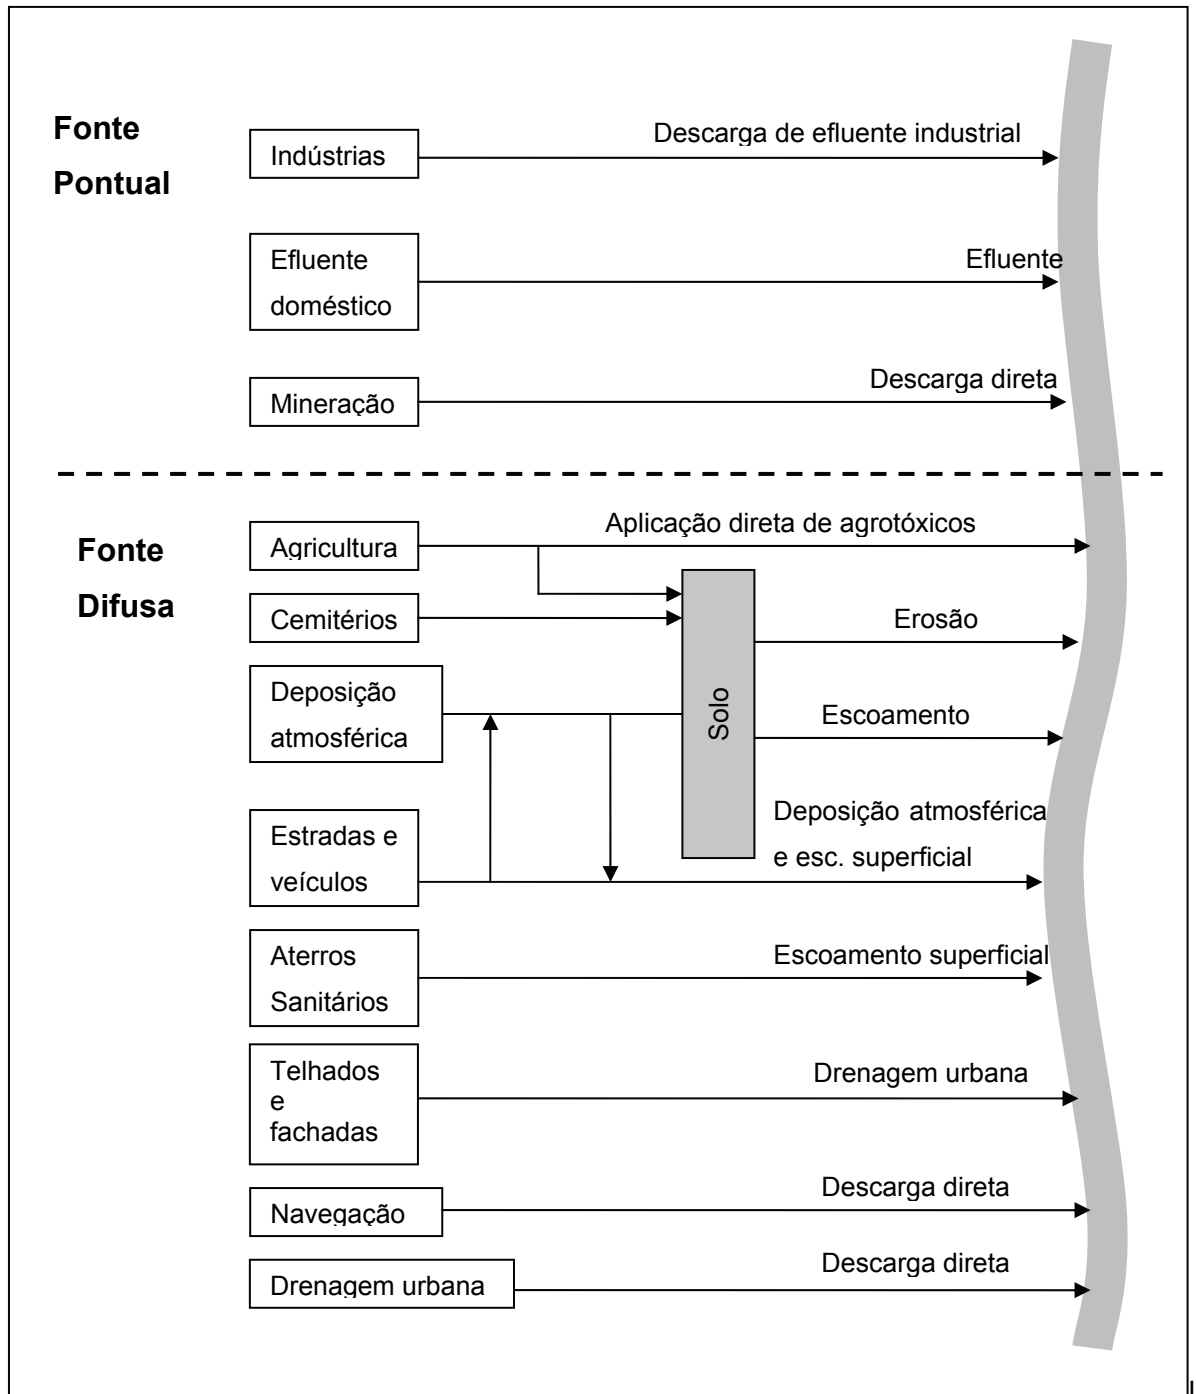 Fonte
Pontual
Indústrias
Descarga de efluente industrial
Efluente
doméstico
Efluente
Mineração
Descarga direta
Fonte
Difusa
Agricultura
Aplicação direta de agrotóxicos
Cemitérios
Solo
Erosão
Deposição
atmosférica
Escoamento
Estradas e
veículos
Deposição atmosférica
e esc. superficial
Aterros
Sanitários
Escoamento superficial
Telhados
e
fachadas
Drenagem urbana
Navegação
Descarga direta
Drenagem urbana
Descarga direta